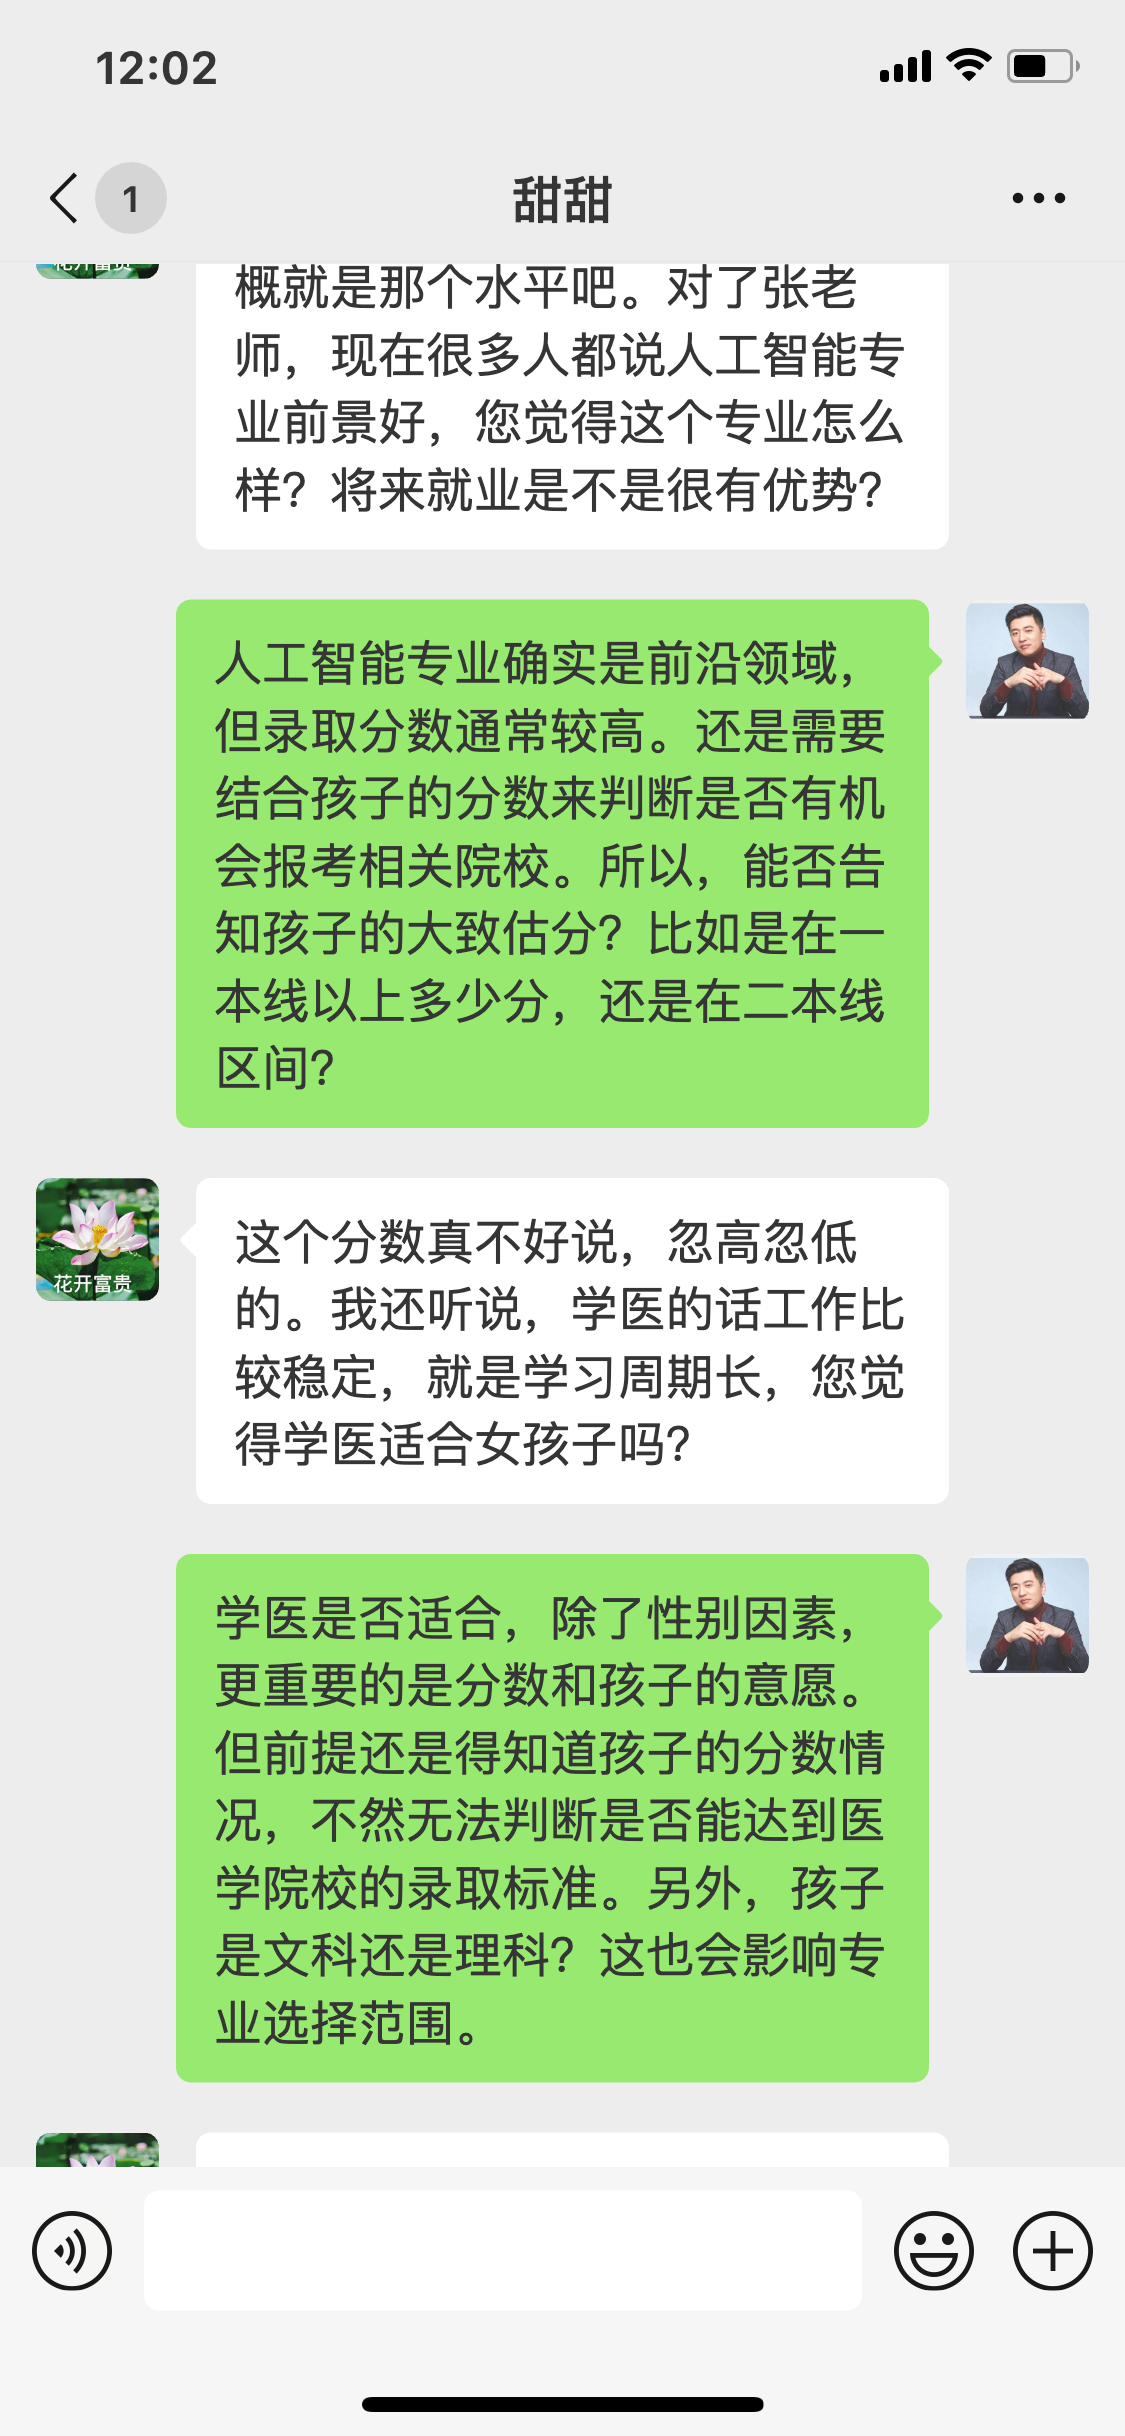 12:02
1
甜甜
花开富贵
概就是那个水平吧。对了张老
师，现在很多人都说人工智能专
业前景好，您觉得这个专业怎么
样？将来就业是不是很有优势？
人工智能专业确实是前沿领域，
但录取分数通常较高。还是需要
结合孩子的分数来判断是否有机
会报考相关院校。所以，能否告
知孩子的大致估分？比如是在一
本线以上多少分，还是在二本线
区间？
这个分数真不好说，忽高忽低
的。我还听说，学医的话工作比
较稳定，就是学习周期长，您觉
得学医适合女孩子吗？
花开富贵
学医是否适合，除了性别因素，
更重要的是分数和孩子的意愿。
但前提还是得知道孩子的分数情
况，不然无法判断是否能达到医
学院校的录取标准。另外，孩子
是文科还是理科？这也会影响专
业选择范围。